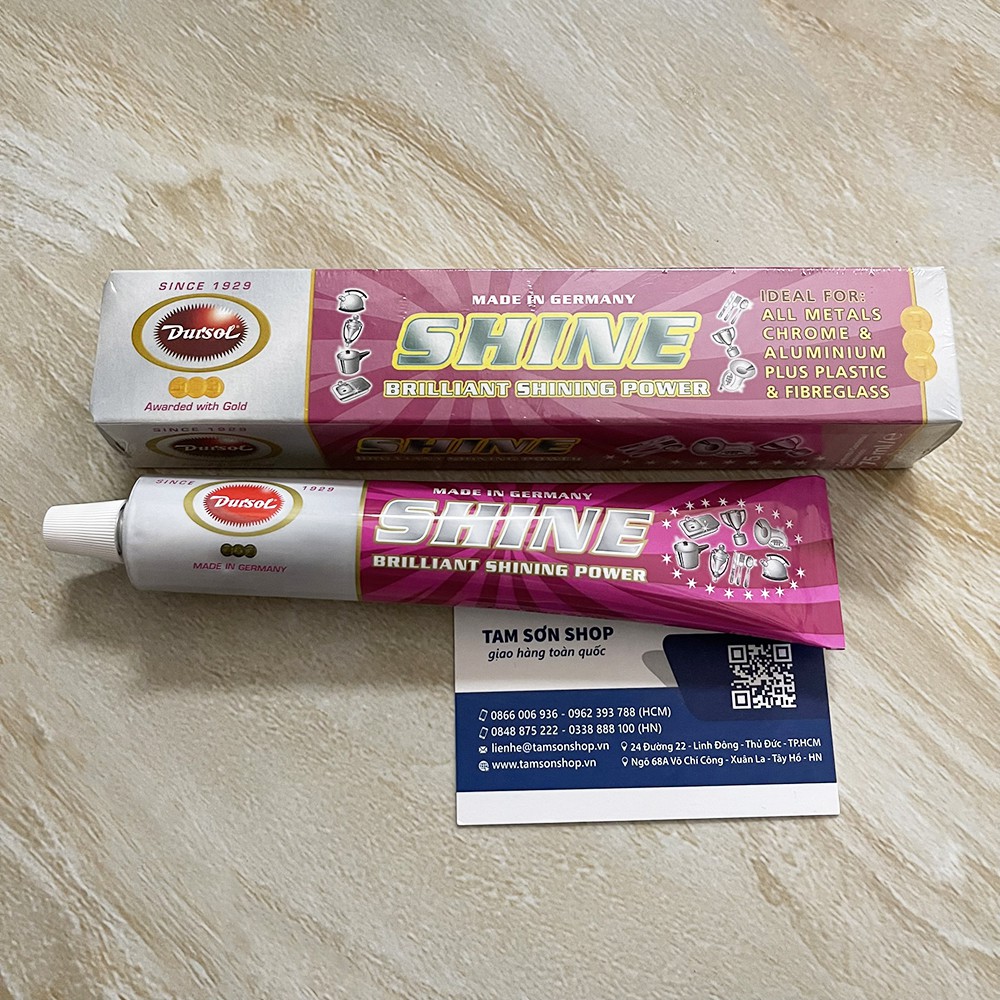 SINCE 1929
Dursol
Awarded with Gold
MADE IN GERMANY
SHINE
BRILLIANT SHINING POWER
IDEAL FOR:
ALL METALS
CHROME &
ALUMINIUM
PLUS PLASTIC
& FIBREGLASS
SINCE 1929
Dursol
SHINE
BRILLIANT SHINING POWER
75 ml ℮
SINCE 1929
Dursol
MADE IN GERMANY
MADE IN GERMANY
SHINE
BRILLIANT SHINING POWER
TAM SƠN SHOP
giao hàng toàn quốc
0866 006 936 - 0962 393 788 (HCM)
0848 875 222 - 0338 888 100 (HN)
lienhe@tamsonshop.vn
24 Đường 22 - Linh Đông - Thủ Đức - TP.HCM
www.tamsonshop.vn
Ngõ 68A Võ Chí Công - Xuân La - Tây Hồ - HN